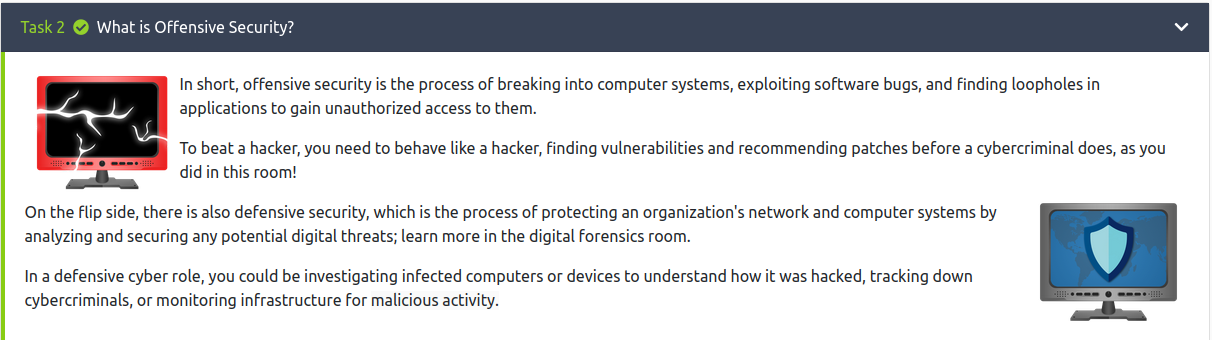 Task 2 What is Offensive Security?
In short, offensive security is the process of breaking into computer systems, exploiting software bugs, and finding loopholes in
applications to gain unauthorized access to them.
To beat a hacker, you need to behave like a hacker, finding vulnerabilities and recommending patches before a cybercriminal does, as you
did in this room!
On the flip side, there is also defensive security, which is the process of protecting an organization's network and computer systems by
analyzing and securing any potential digital threats; learn more in the digital forensics room.
In a defensive cyber role, you could be investigating infected computers or devices to understand how it was hacked, tracking down
cybercriminals, or monitoring infrastructure for malicious activity.